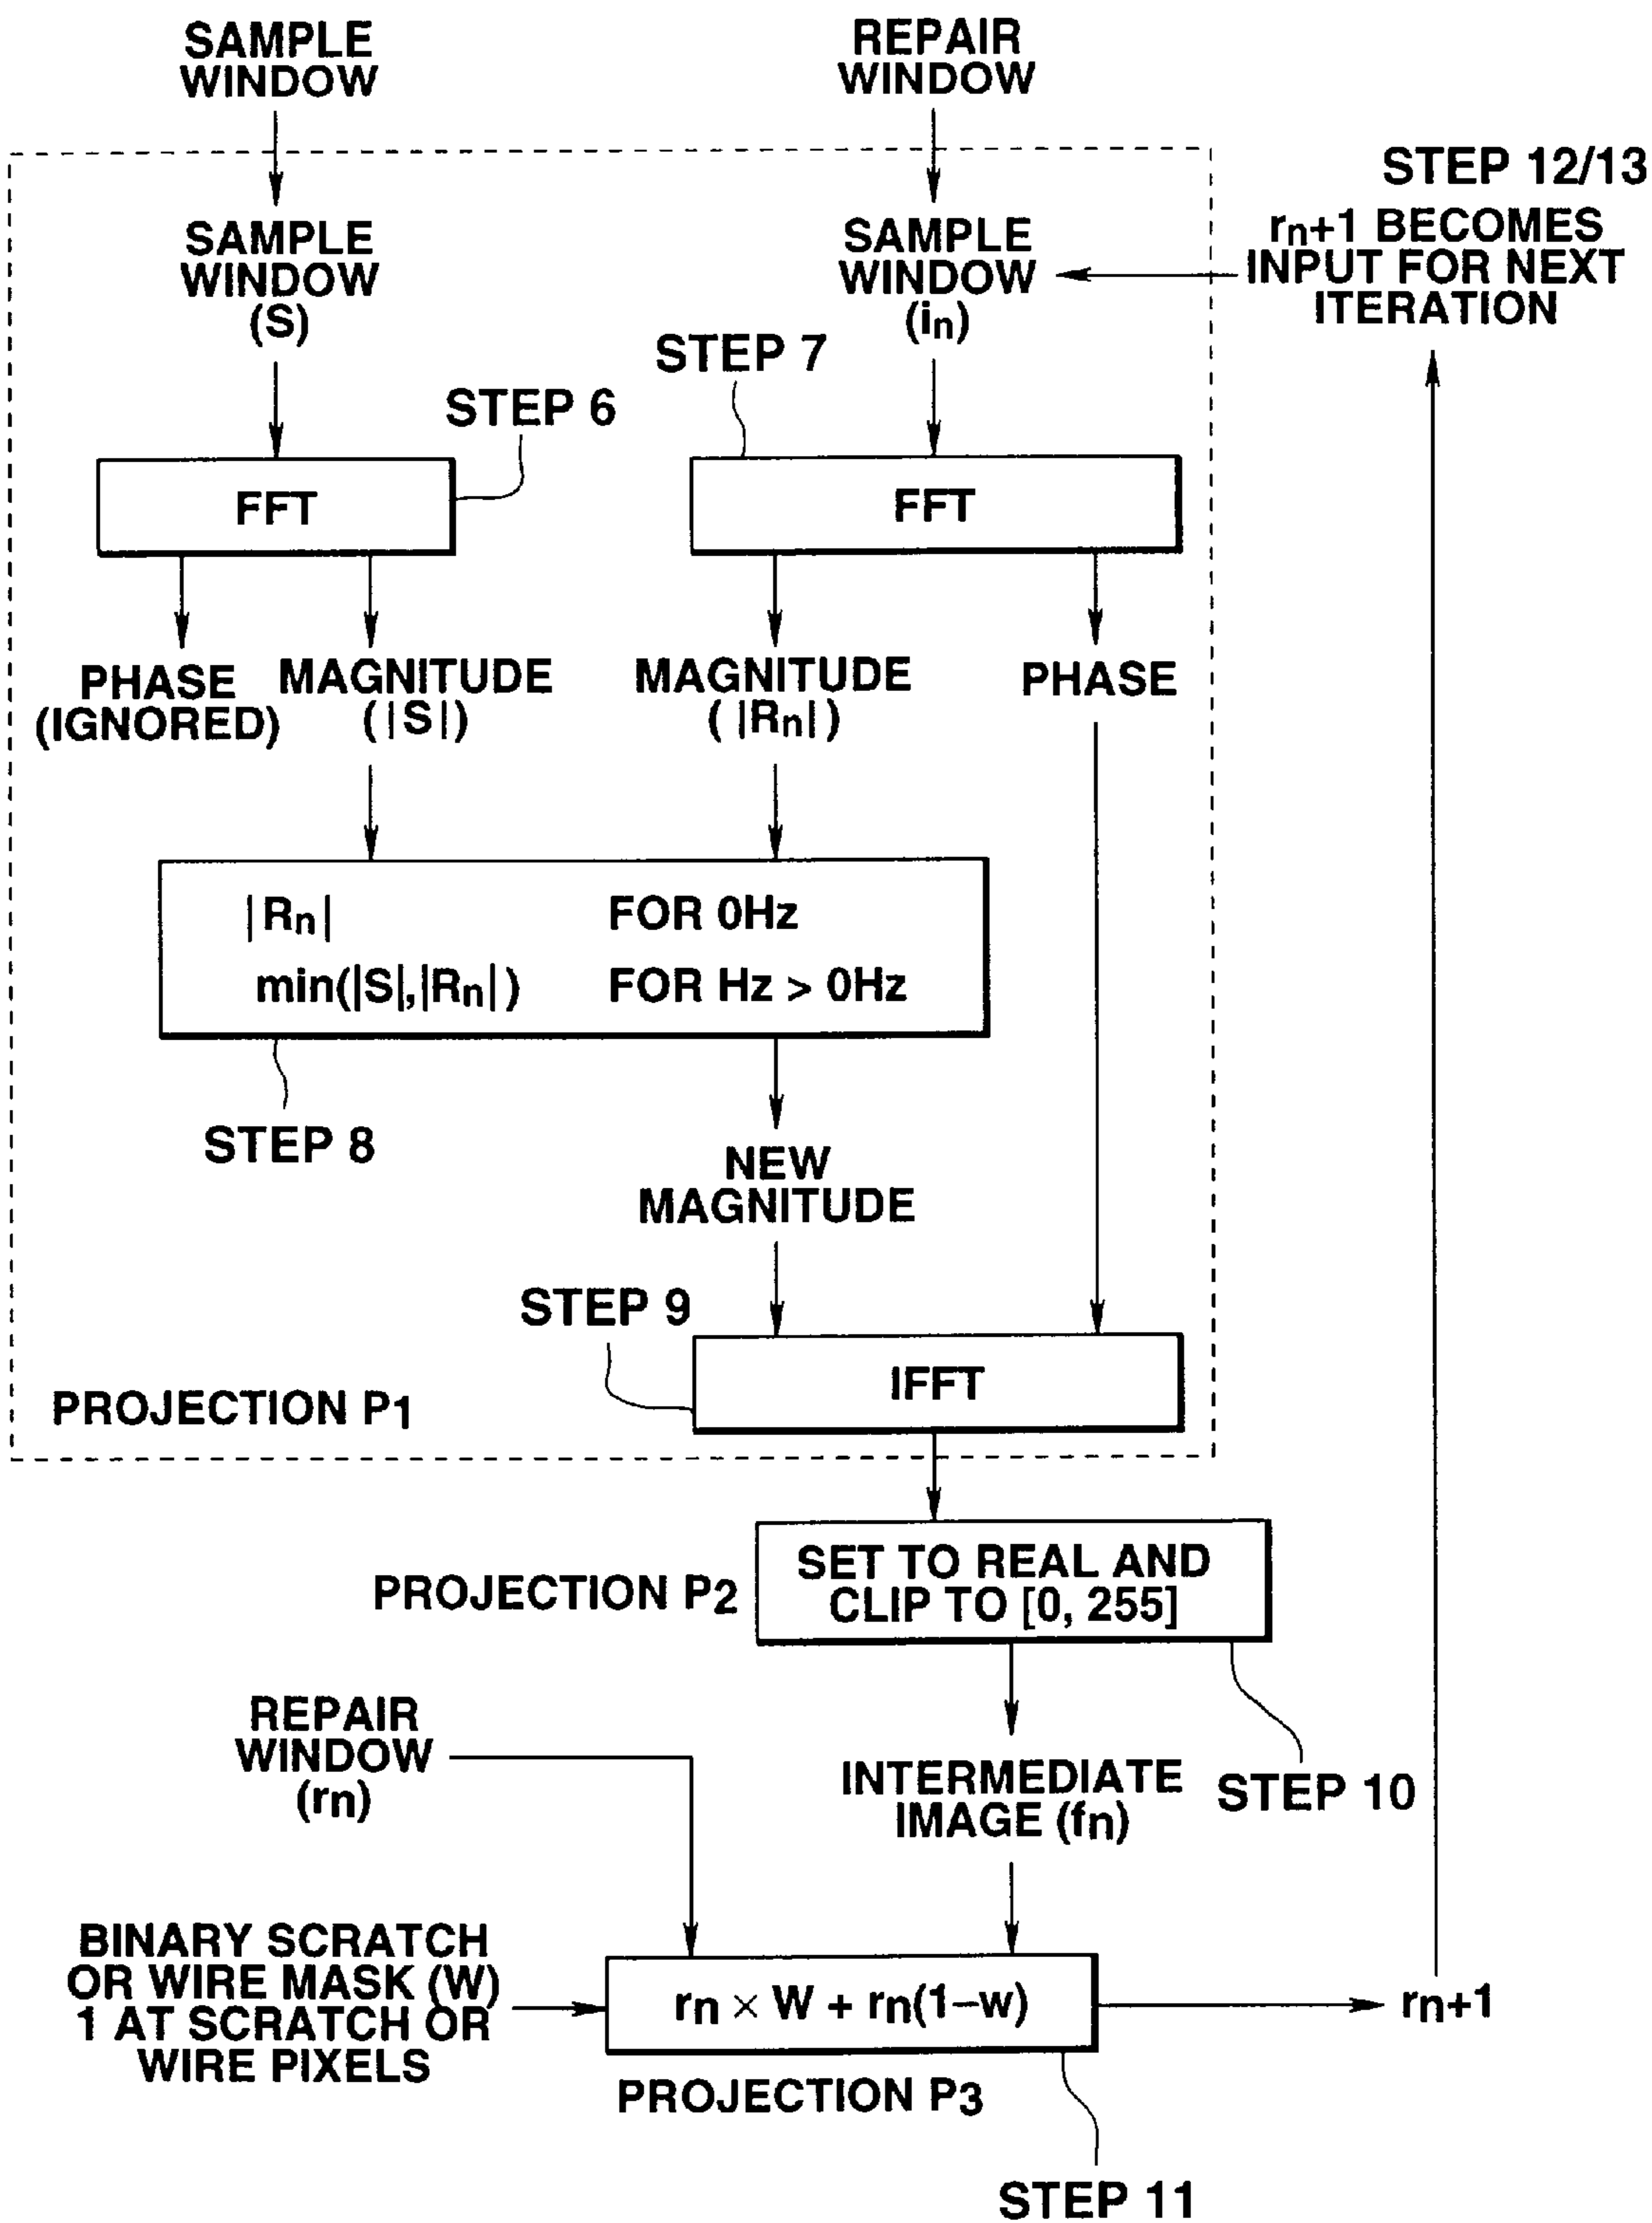 SAMPLE
WINDOW
REPAIR
WINDOW
STEP 12/13
rn+1 BECOMES
INPUT FOR NEXT
ITERATION
SAMPLE
WINDOW
(S)
SAMPLE
WINDOW
(in)
STEP 7
STEP 6
FFT
FFT
PHASE
(IGNORED)
MAGNITUDE
(|S|)
MAGNITUDE
(|Rn|)
PHASE
|Rn| FOR 0Hz
min(|S|,|Rn|) FOR Hz > 0Hz
STEP 8
NEW
MAGNITUDE
STEP 9
IFFT
PROJECTION P1
PROJECTION P2
SET TO REAL AND
CLIP TO [0, 255]
REPAIR
WINDOW
(rn)
INTERMEDIATE
IMAGE (fn)
STEP 10
BINARY SCRATCH
OR WIRE MASK (W)
1 AT SCRATCH OR
WIRE PIXELS
rn × W + rn(1–w)
rn+1
PROJECTION P3
STEP 11